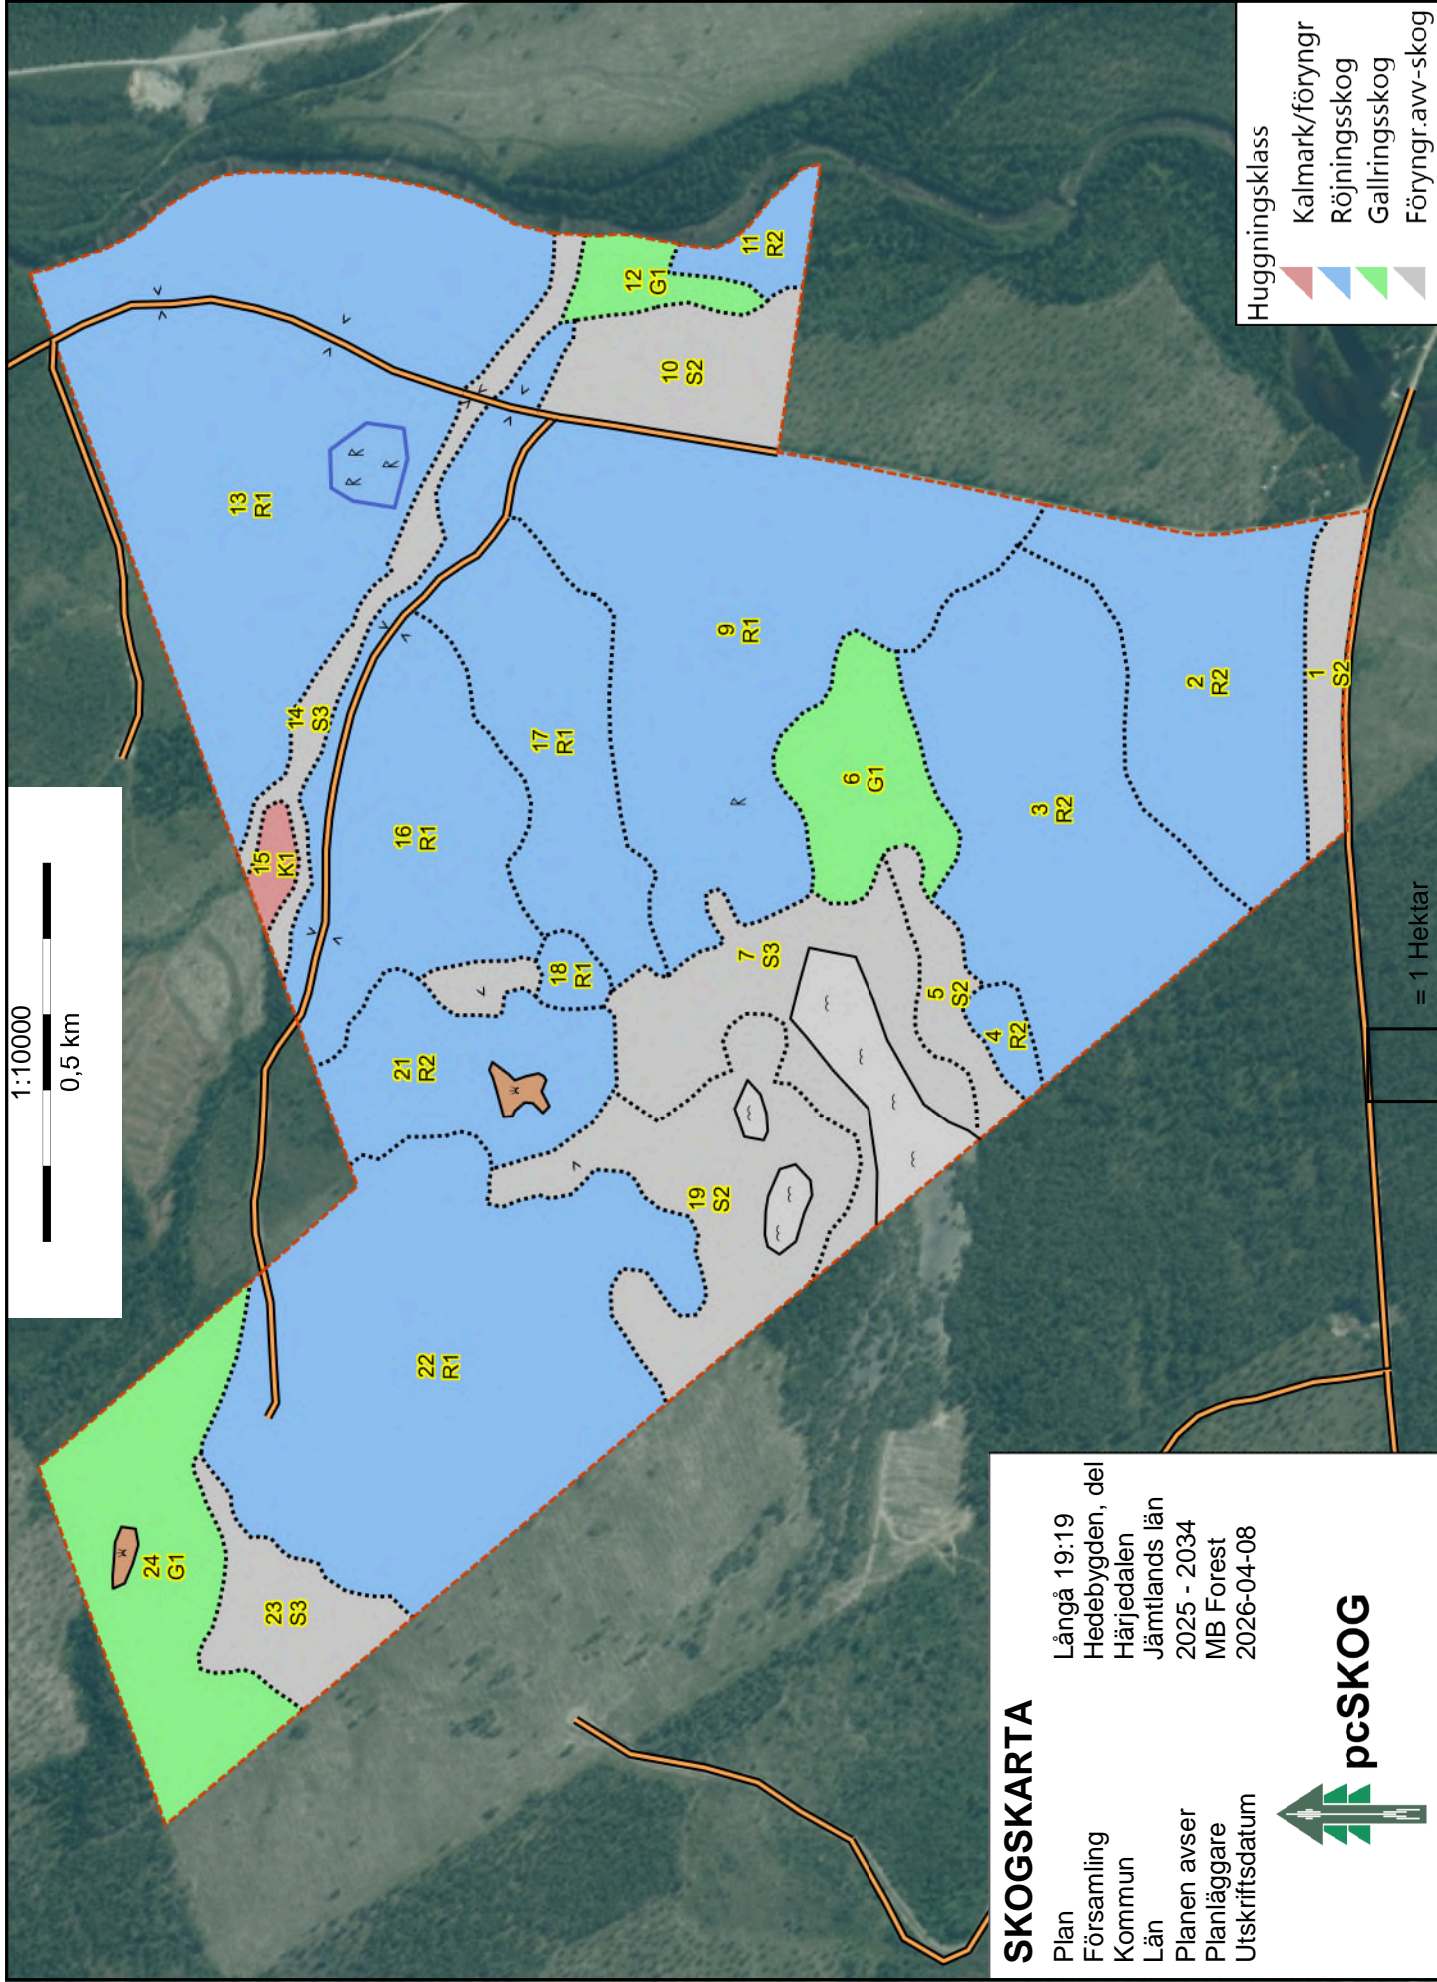 1:10000
0,5 km
24
G1
23
S3
22
R1
21
R2
19
S2
18
R1
16
R1
17
R1
15
K1
14
S3
13
R1
R
R
R
7
S3
5
S2
4
R2
6
G1
R
9
R1
3
R2
2
R2
1
S2
10
S2
12
G1
11
R2
= 1 Hektar
Huggningsklass
Kalmark/föryngr
Röjningsskog
Gallringsskog
Föryngr.avv-skog
SKOGSKARTA
Plan Långå 19:19
Församling Hedebygden, del
Kommun Härjedalen
Län Jämtlands län
Planen avser 2025 - 2034
Planläggare MB Forest
Utskriftsdatum 2026-04-08
pcSKOG